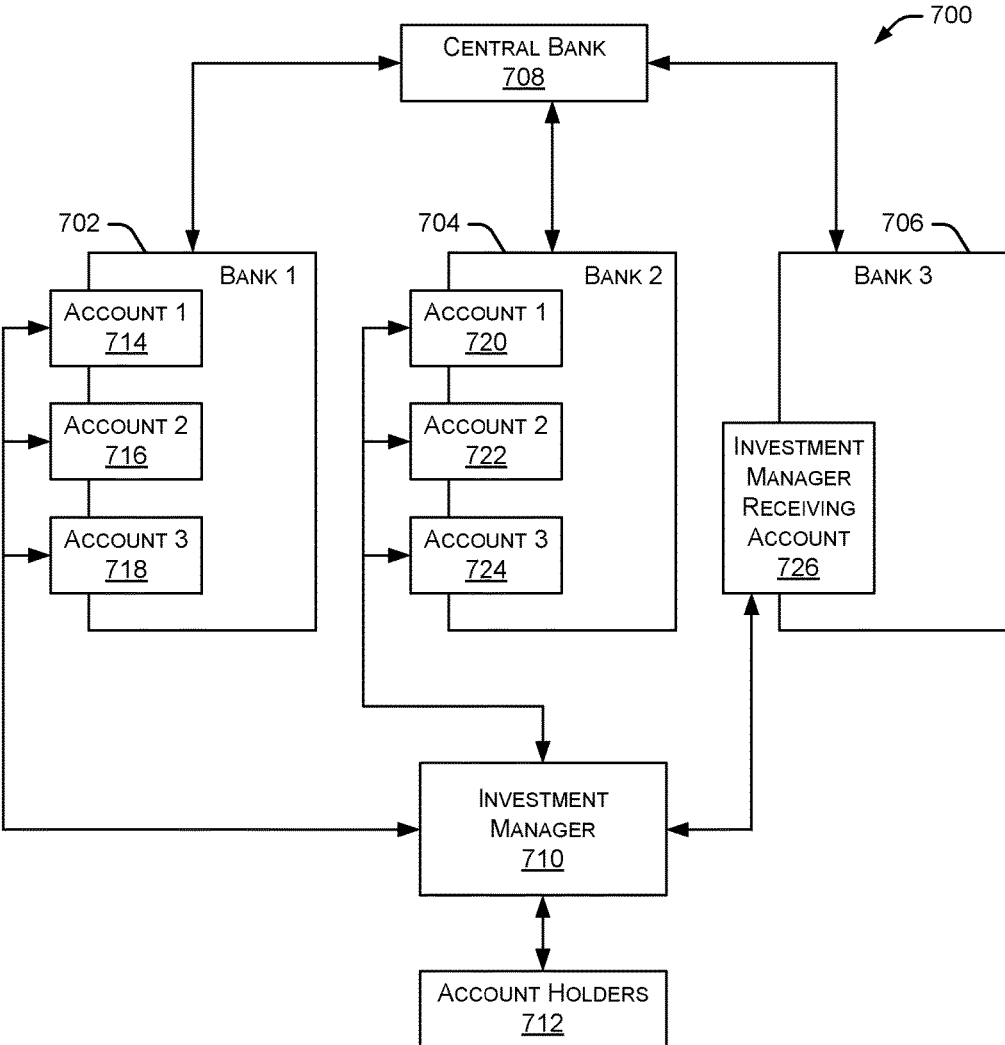 700
CENTRAL BANK
708
702
704
706
BANK 1
BANK 2
BANK 3
ACCOUNT 1
714
ACCOUNT 2
716
ACCOUNT 3
718
ACCOUNT 1
720
ACCOUNT 2
722
ACCOUNT 3
724
INVESTMENT
MANAGER
RECEIVING
ACCOUNT
726
INVESTMENT
MANAGER
710
ACCOUNT HOLDERS
712